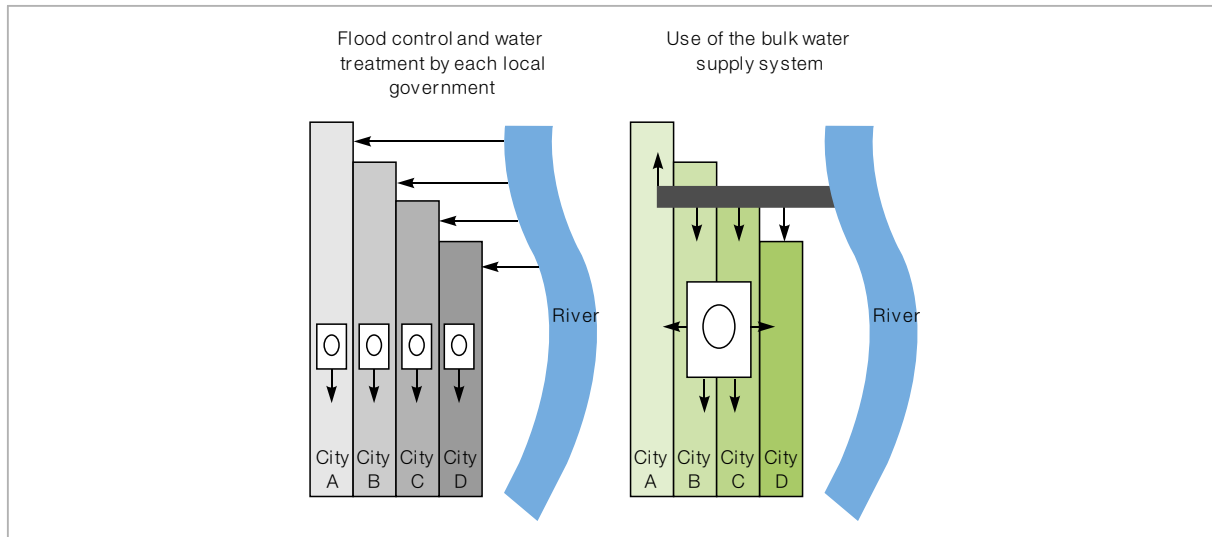 Flood control and water
treatment by each local
government
Use of the bulk water
supply system
River
River
City
A
City
B
City
C
City
D
City
A
City
B
City
C
City
D